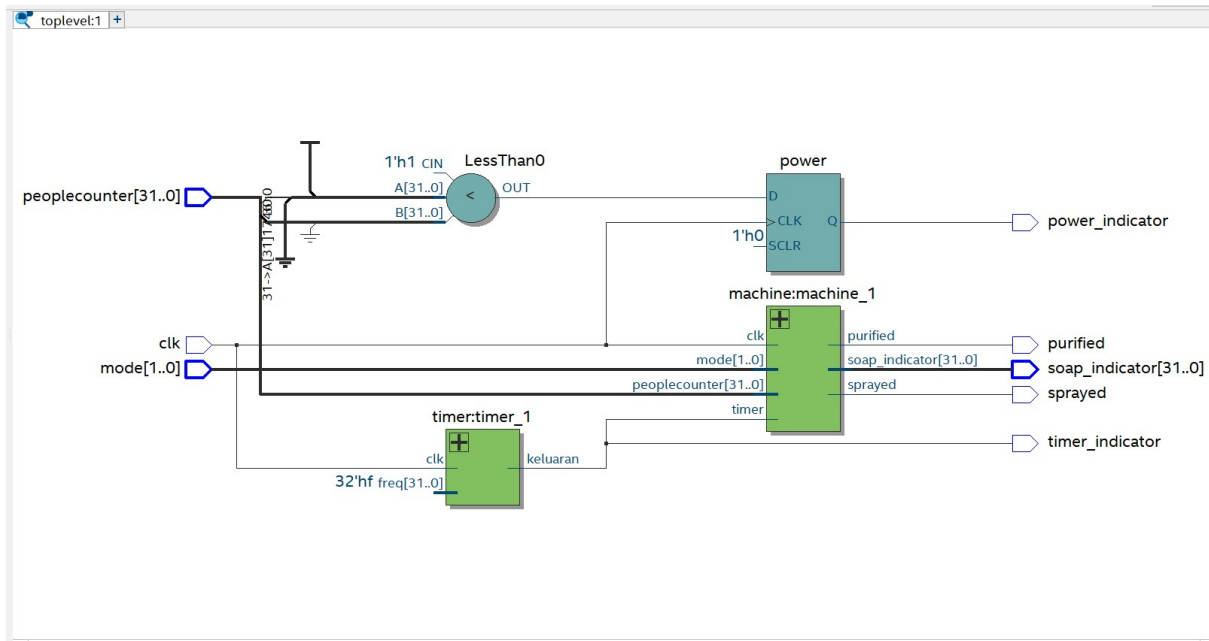 toplevel:1 +
1'h1 CIN LessThan0 power
peoplecounter[31..0] A[31..0] < OUT D
B[31..0] CLK Q power_indicator
1'h0 SCLR
machine:machine_1
clk clk purified purified
mode[1..0] mode[1..0] soap_indicator[31..0] soap_indicator[31..0]
peoplecounter[31..0] sprayed sprayed
timer:timer_1 timer
clk keluaran timer_indicator
32'hf freq[31..0]